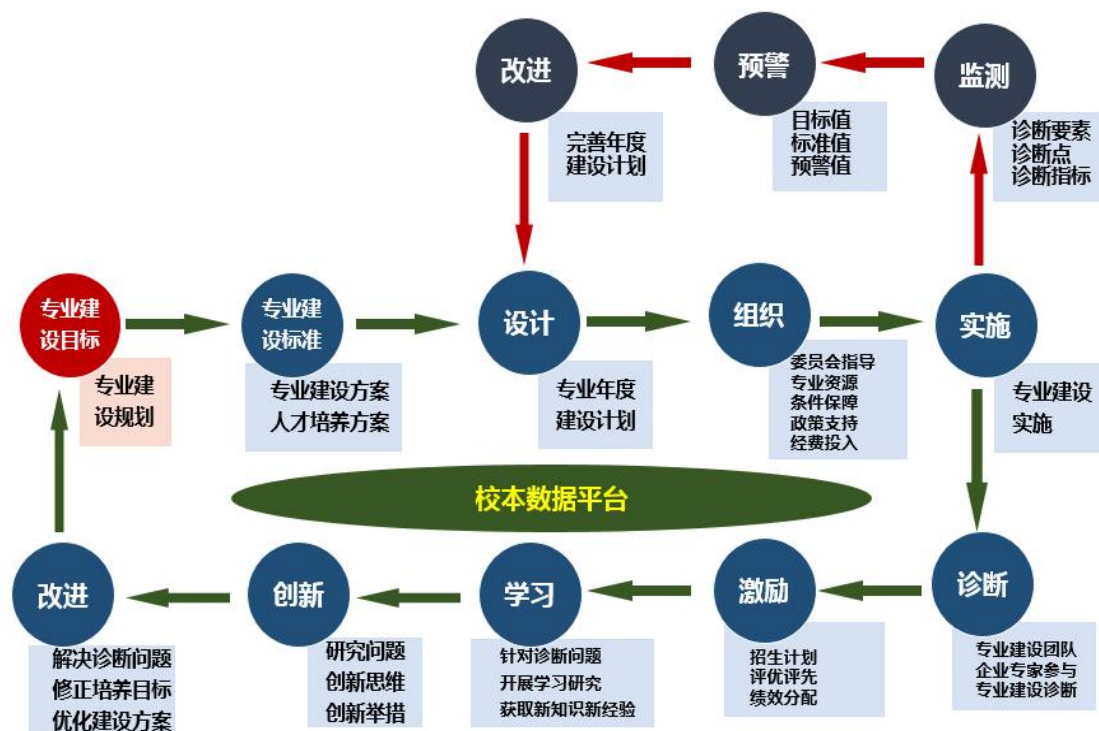 改进
预警
监测
完善年度
建设计划
目标值
标准值
预警值
诊断要素
诊断点
诊断指标
专业建
设目标
专业建
设标准
设计
组织
实施
专业建
设规划
专业建设方案
人才培养方案
专业年度
建设计划
委员会指导
专业资源
条件保障
政策支持
经费投入
专业建设
实施
校本数据平台
改进
创新
学习
激励
诊断
解决诊断问题
修正培养目标
优化建设方案
研究问题
创新思维
创新举措
针对诊断问题
开展学习研究
获取新知识新经验
招生计划
评优评先
绩效分配
专业建设团队
企业专家参与
专业建设诊断